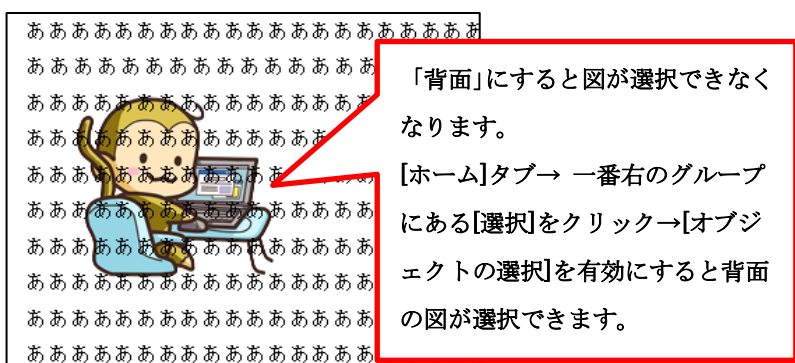 ああああああああああああああああああああ
あああああああああああああああ
あああああああああああああああ
あああああああああああああ
あああああああああああああああ
あああああああああああああああ
あああああああああああああああ
あああああああああああああああ
あああああああああああああああ
あああああああああああああああ
「背面」にすると図が選択できなく
なります。
[ホーム]タブ→ 一番右のグループ
にある[選択]をクリック→[オブジ
ェクトの選択]を有効にすると背面
の図が選択できます。